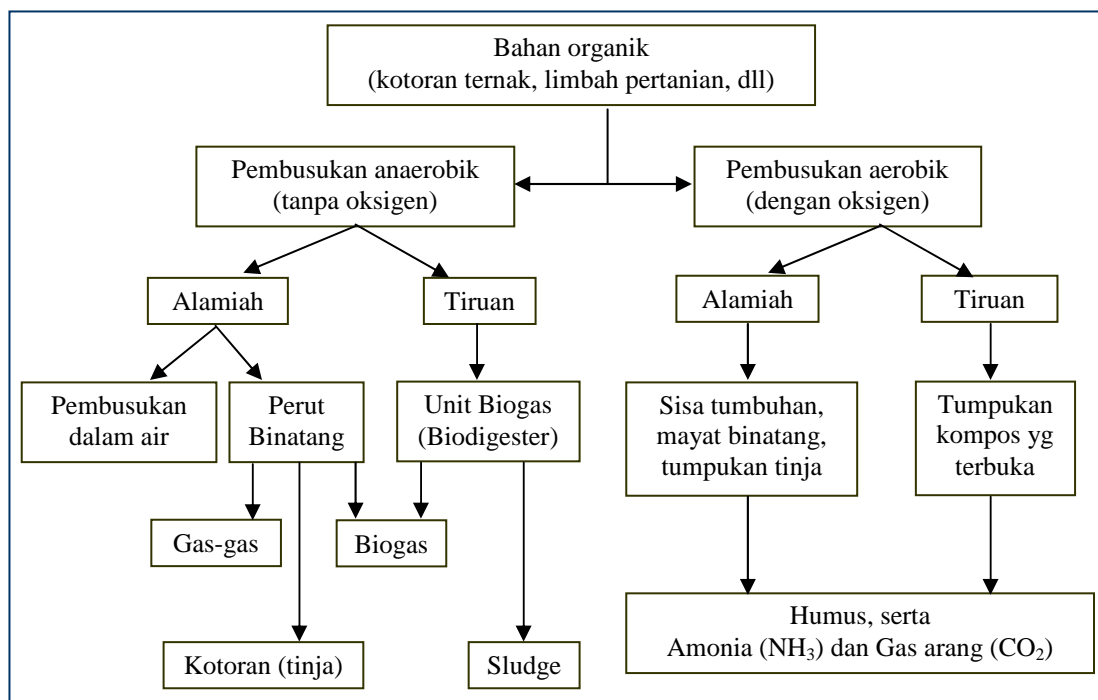 Bahan organik
(kotoran ternak, limbah pertanian, dll)
Pembusukan anaerobik
(tanpa oksigen)
Pembusukan aerobik
(dengan oksigen)
Alamiah
Tiruan
Alamiah
Tiruan
Pembusukan
dalam air
Perut
Binatang
Unit Biogas
(Biodigester)
Sisa tumbuhan,
mayat binatang,
tumpukan tinja
Tumpukan
kompos yg
terbuka
Gas-gas
Biogas
Humus, serta
Amonia (NH₃) dan Gas arang (CO₂)
Kotoran (tinja)
Sludge